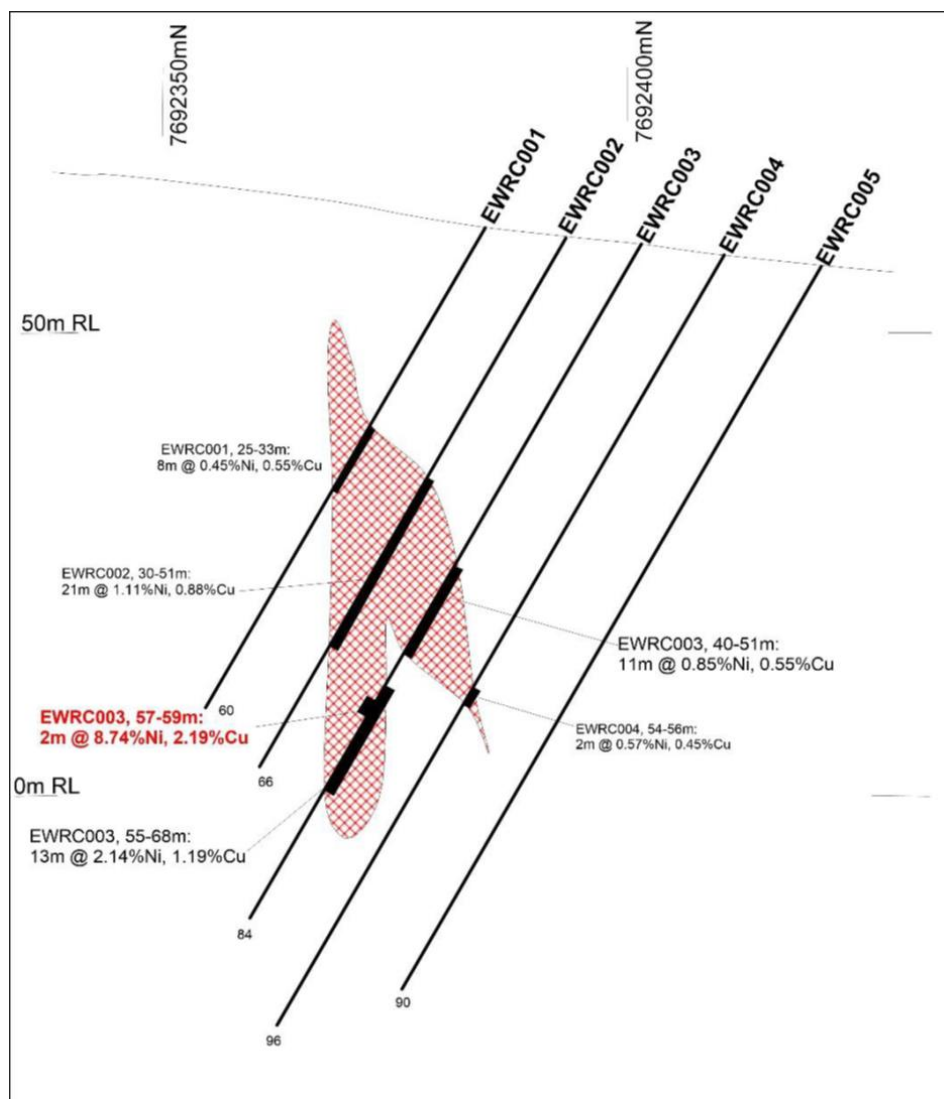 7692350mN
7692400mN
EWRC001
EWRC002
EWRC003
EWRC004
EWRC005
50m RL
EWRC001, 25-33m:
8m @ 0.45%Ni, 0.55%Cu
EWRC002, 30-51m:
21m @ 1.11%Ni, 0.88%Cu
EWRC003, 40-51m:
11m @ 0.85%Ni, 0.55%Cu
60
EWRC003, 57-59m:
2m @ 8.74%Ni, 2.19%Cu
EWRC004, 54-56m:
2m @ 0.57%Ni, 0.45%Cu
66
0m RL
EWRC003, 55-68m:
13m @ 2.14%Ni, 1.19%Cu
84
90
96